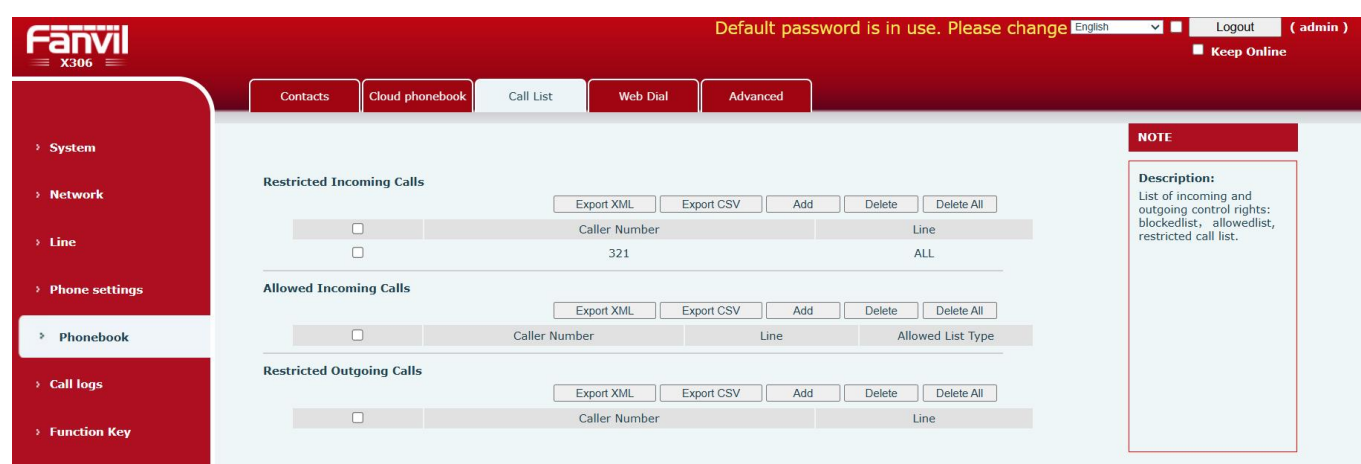 Fanvil
X306
Default password is in use. Please change English Logout ( admin )
Keep Online
Contacts Cloud phonebook Call List Web Dial Advanced
› System
› Network
› Line
› Phone settings
› Phonebook
› Call logs
› Function Key
Restricted Incoming Calls
Export XML Export CSV Add Delete Delete All
Caller Number Line
321 ALL
Allowed Incoming Calls
Export XML Export CSV Add Delete Delete All
Caller Number Line Allowed List Type
Restricted Outgoing Calls
Export XML Export CSV Add Delete Delete All
Caller Number Line
NOTE
Description:
List of incoming and
outgoing control rights:
blockedlist， allowedlist,
restricted call list.